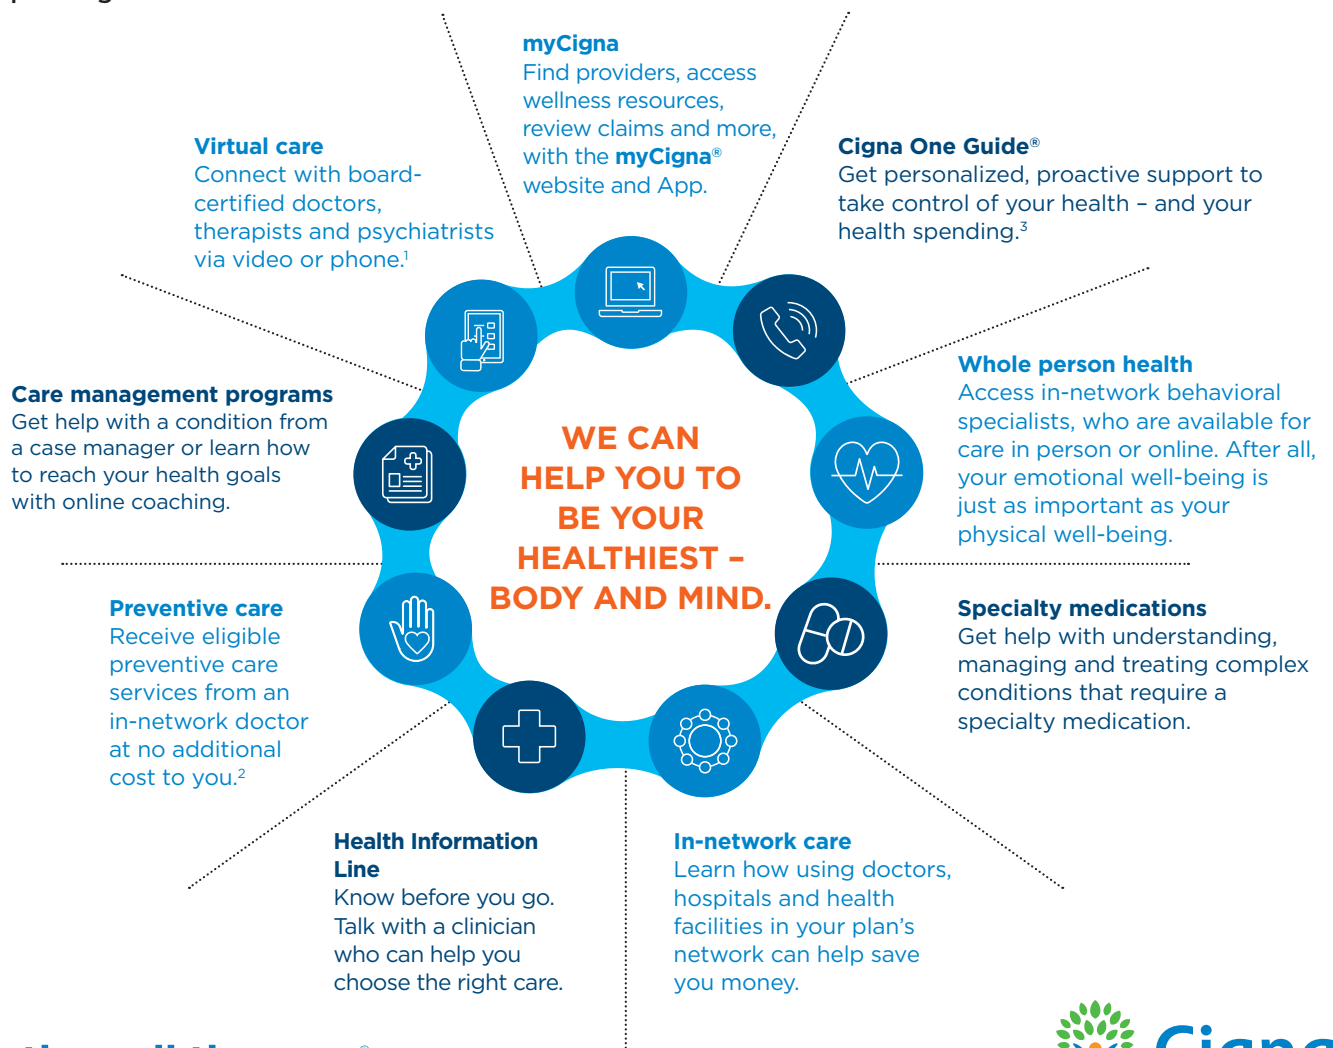 myCigna
Find providers, access
wellness resources,
review claims and more,
with the myCigna®
website and App.
Virtual care
Connect with board-
certified doctors,
therapists and psychiatrists
via video or phone.¹
Cigna One Guide®
Get personalized, proactive support to
take control of your health – and your
health spending.³
Care management programs
Get help with a condition from
a case manager or learn how
to reach your health goals
with online coaching.
WE CAN
HELP YOU TO
BE YOUR
HEALTHIEST –
BODY AND MIND.
Whole person health
Access in-network behavioral
specialists, who are available for
care in person or online. After all,
your emotional well-being is
just as important as your
physical well-being.
Preventive care
Receive eligible
preventive care
services from an
in-network doctor
at no additional
cost to you.²
Specialty medications
Get help with understanding,
managing and treating complex
conditions that require a
specialty medication.
Health Information
Line
Know before you go.
Talk with a clinician
who can help you
choose the right care.
In-network care
Learn how using doctors,
hospitals and health
facilities in your plan’s
network can help save
you money.
Cigna